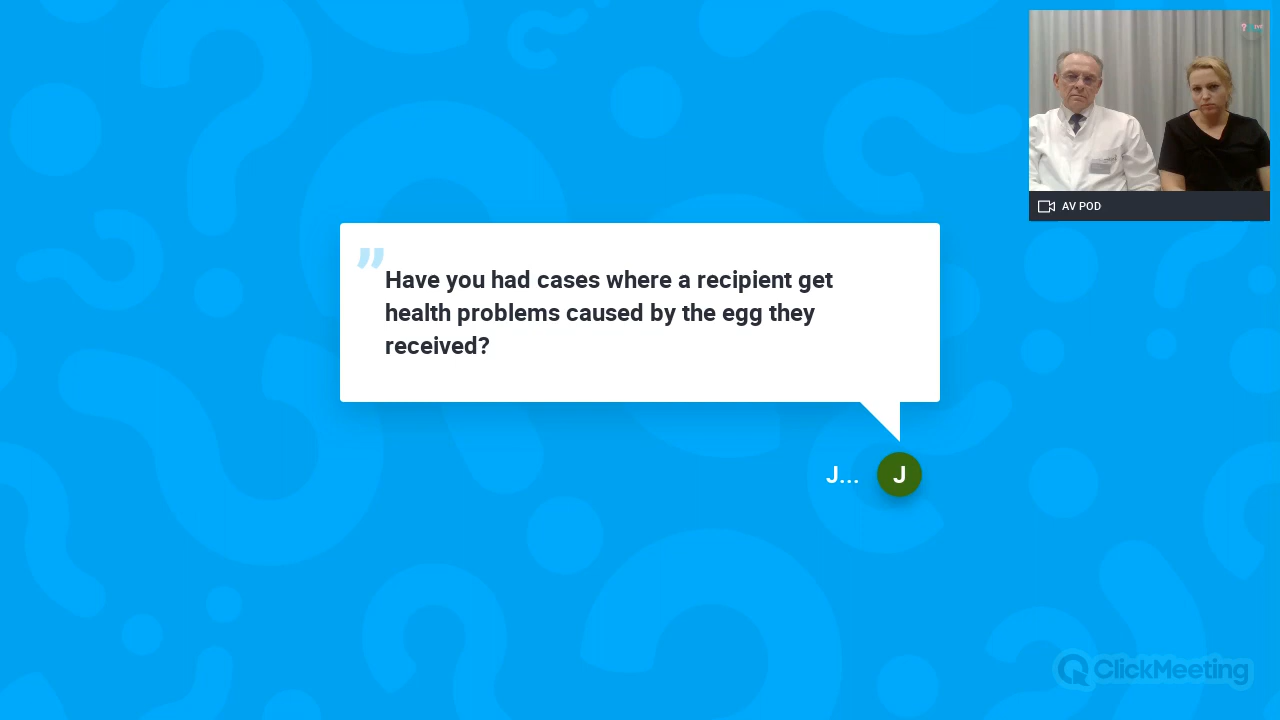 AV POD
Have you had cases where a recipient get
health problems caused by the egg they
received?
J...
J
ClickMeeting